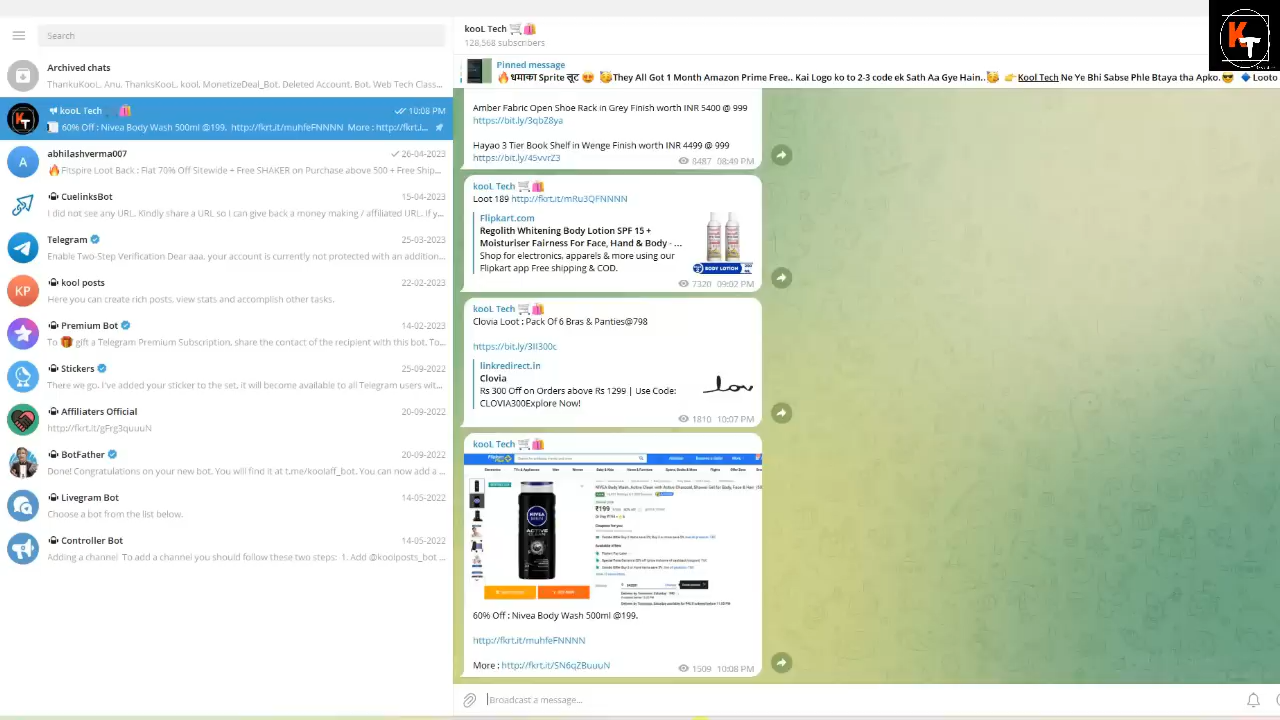 Search
Archived chats
ThankuKooL, Anu, ThanksKooL, kool, MonetizeDeal_Bot, Deleted Account, Bot, Web Tech Class...
kooL Tech 🛒🛍️
10:08 PM
60% Off : Nivea Body Wash 500ml @199. http://fkrt.it/muhfeFNNNN More : http://fkrt.i...
abhilashverma007
26-04-2023
🔥Fitspire Loot Back : Flat 70% Off Sitewide + Free SHAKER on Purchase above 500 + Free Ship...
CuelinksBot
15-04-2023
I did not see any URL. Kindly share a URL so I can give back a money making / affiliated URL. If y...
Telegram
25-03-2023
Enable Two-Step Verification Dear aaa, your account is currently not protected with an addition...
KP
kool posts
22-02-2023
Here you can create rich posts, view stats and accomplish other tasks.
Premium Bot
14-02-2023
To 🎁 gift a Telegram Premium Subscription, share the contact of the recipient with this bot. To...
Stickers
25-09-2022
There we go. I've added your sticker to the set, it will become available to all Telegram users wit...
Affiliaters Official
20-09-2022
http://fkrt.it/gFrg3quuuN
BotFather
20-09-2022
Done! Congratulations on your new bot. You will find it at t.me/koolaff_bot. You can now add a ...
Livegram Bot
14-05-2022
Choose a bot from the list below.
Controller Bot
14-05-2022
Adding a channel To add a channel you should follow these two steps: 1. Add @koolposts_bot ...
kooL Tech 🛒🛍️
128,568 subscribers
KT
Pinned message
🔥धमाका Sprite लूट 😍 🥳They All Got 1 Month Amazon Prime Free.. Kai Logo ko to 2-3 code ek Sath Aa Gye Hain..🥳 👉Kool Tech Ne Ye Bhi Sabse Phle Btaya tha Apko. 😎 🔹Looto
Amber Fabric Open Shoe Rack in Grey Finish worth INR 5400 @ 999
https://bit.ly/3qbZ8ya
Hayao 3 Tier Book Shelf in Wenge Finish worth INR 4499 @ 999
https://bit.ly/45vvrZ3
8487 08:49 PM
kooL Tech 🛒🛍️
Loot 189 http://fkrt.it/mRu3QFNNNN
Flipkart.com
Regolith Whitening Body Lotion SPF 15 +
Moisturiser Fairness For Face, Hand & Body - ...
Shop for electronics, apparels & more using our
Flipkart app Free shipping & COD.
BODY LOTION
7320 09:02 PM
kooL Tech 🛒🛍️
Clovia Loot : Pack Of 6 Bras & Panties@798
https://bit.ly/3II300c
linkredirect.in
Clovia
Rs 300 Off on Orders above Rs 1299 | Use Code:
CLOVIA300Explore Now!
1810 10:07 PM
kooL Tech 🛒🛍️
NIVEA
ACTIVE
₹199
60% Off : Nivea Body Wash 500ml @199.
http://fkrt.it/muhfeFNNNN
More : http://fkrt.it/SN6qZBuuuN
1509 10:08 PM
Broadcast a message...